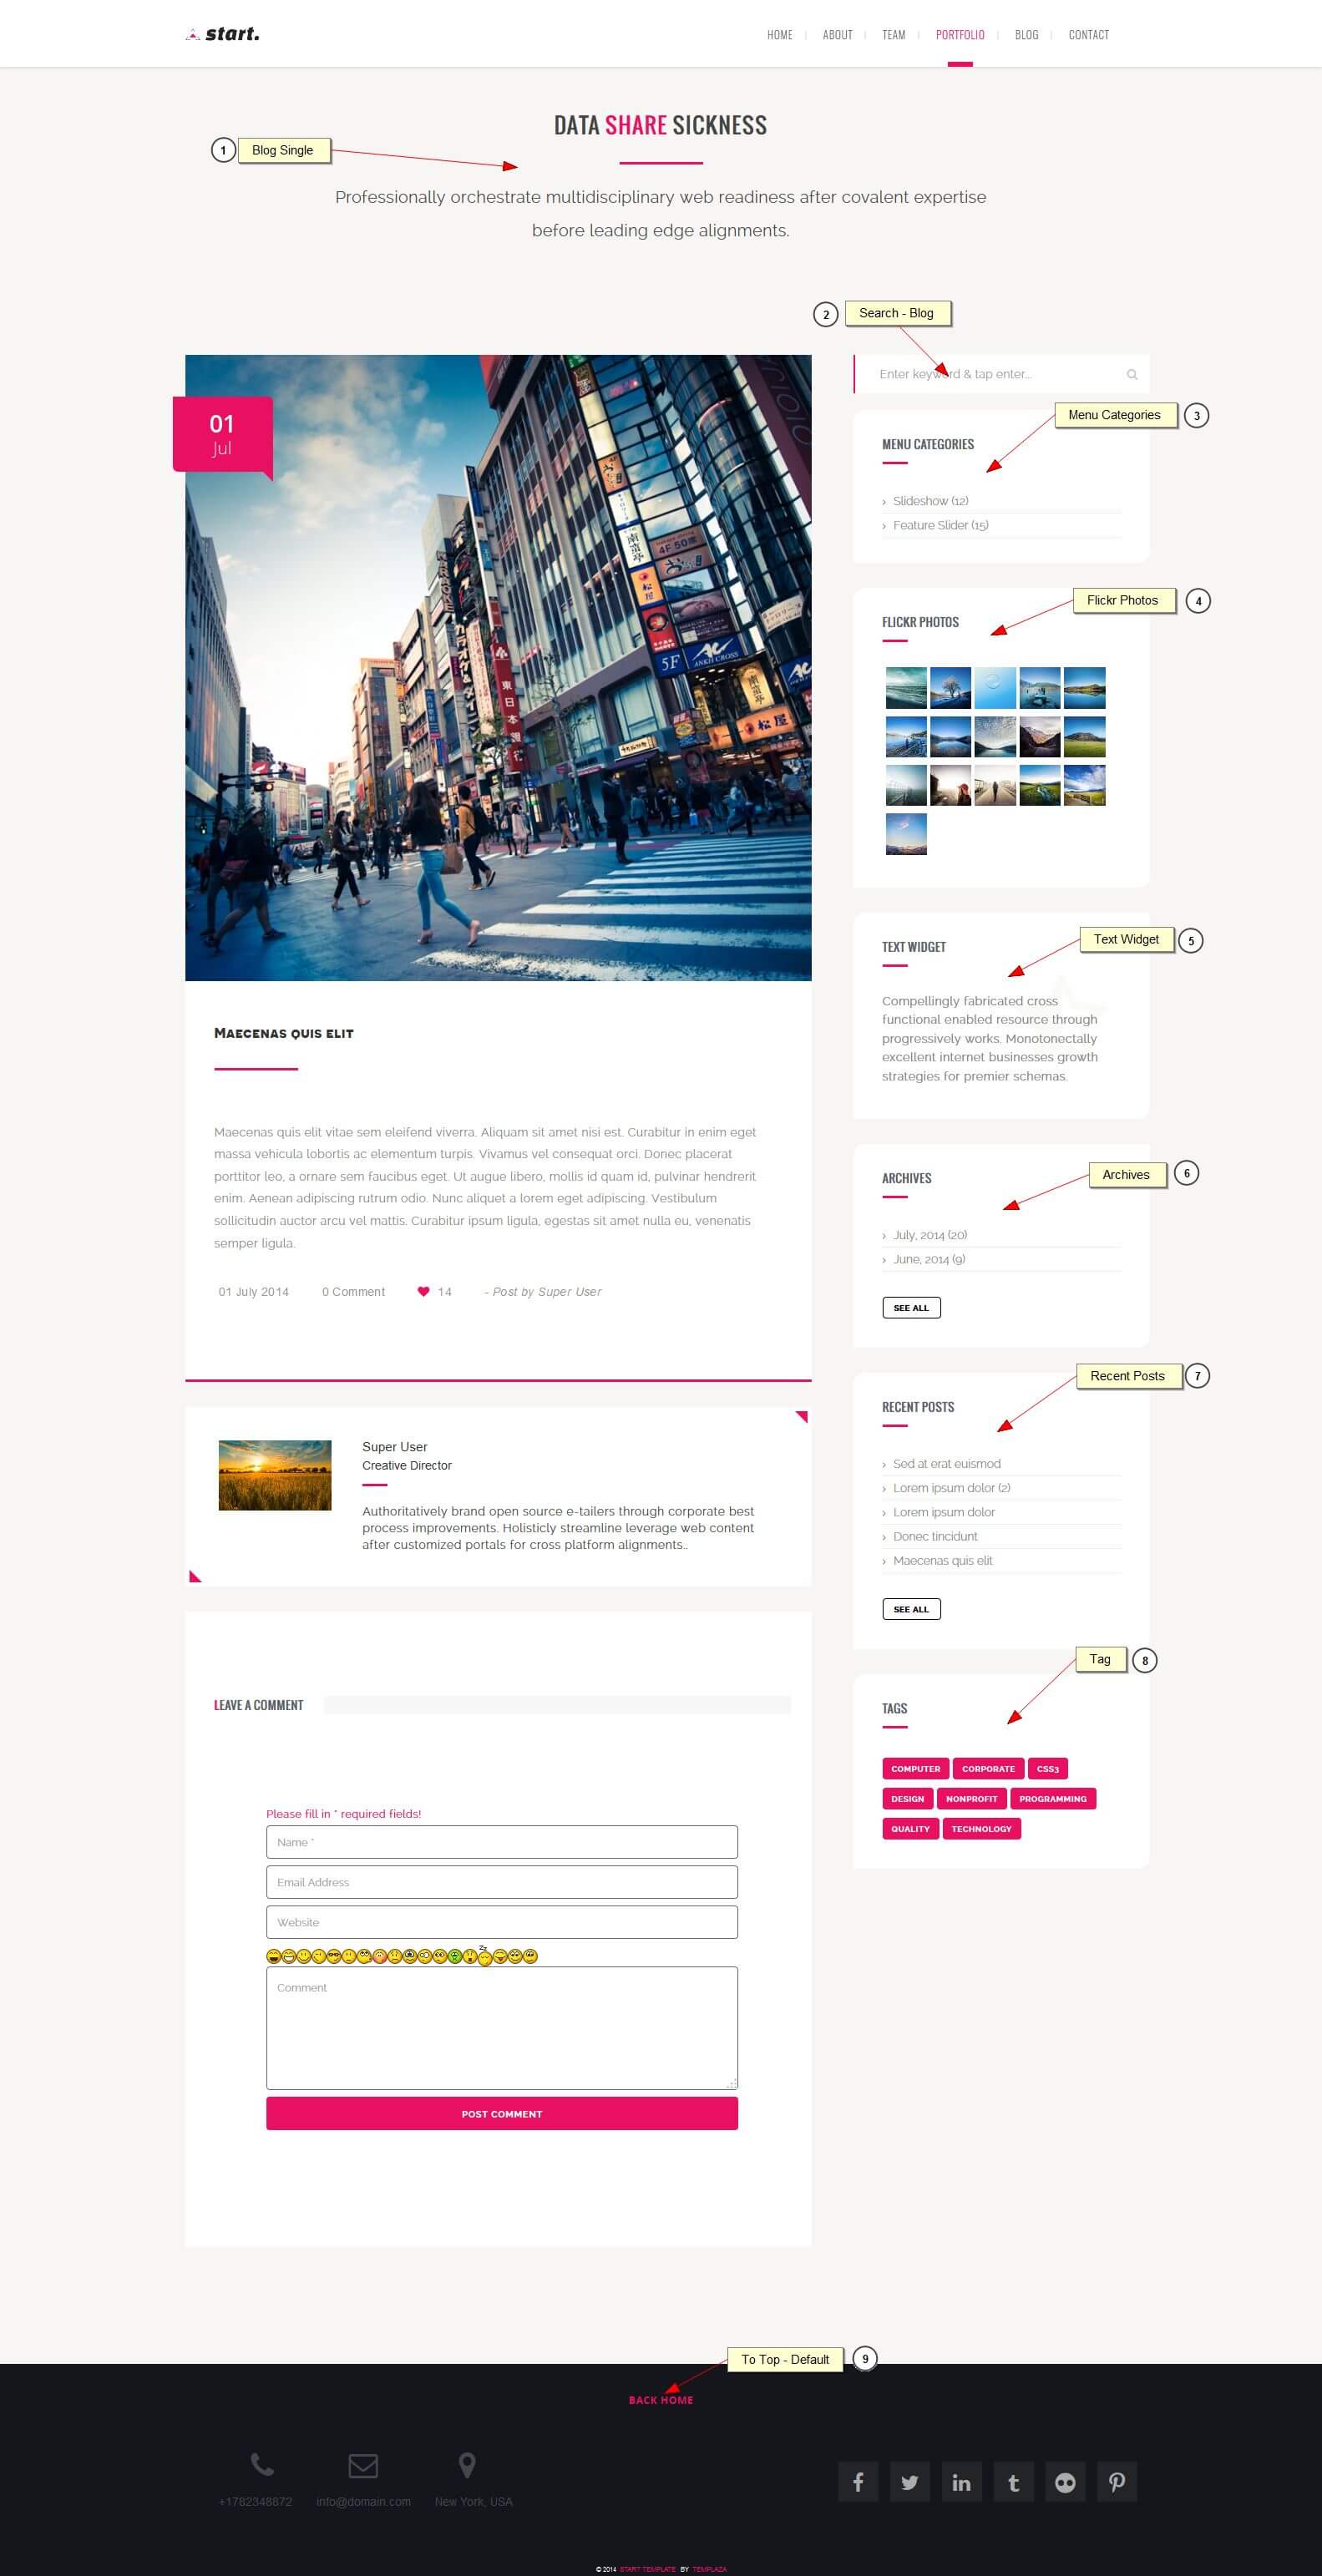 start.
HOME
ABOUT
TEAM
PORTFOLIO
BLOG
CONTACT
DATA SHARE SICKNESS
1 Blog Single
Professionally orchestrate multidisciplinary web readiness after covalent expertise
before leading edge alignments.
2 Search - Blog
Enter keyword & tap enter...
01
Jul
4F·50席
5F
ANKH CROSS
東日本
松屋
Menu Categories 3
MENU CATEGORIES
› Slideshow (12)
› Feature Slider (15)
Flickr Photos 4
FLICKR PHOTOS
Text Widget 5
TEXT WIDGET
Compellingly fabricated cross
functional enabled resource through
progressively works. Monotonectally
excellent internet businesses growth
strategies for premier schemas.
Maecenas quis elit
Maecenas quis elit vitae sem eleifend viverra. Aliquam sit amet nisi est. Curabitur in enim eget
massa vehicula lobortis ac elementum turpis. Vivamus vel consequat orci. Donec placerat
porttitor leo, a ornare sem faucibus eget. Ut augue libero, mollis id quam id, pulvinar hendrerit
enim. Aenean adipiscing rutrum odio. Nunc aliquet a lorem eget adipiscing. Vestibulum
sollicitudin auctor arcu vel mattis. Curabitur ipsum ligula, egestas sit amet nulla eu, venenatis
semper ligula.
01 July 2014 0 Comment 14 - Post by Super User
Archives 6
ARCHIVES
› July, 2014 (20)
› June, 2014 (9)
SEE ALL
Recent Posts 7
RECENT POSTS
› Sed at erat euismod
› Lorem ipsum dolor (2)
› Lorem ipsum dolor
› Donec tincidunt
› Maecenas quis elit
SEE ALL
Super User
Creative Director
Authoritatively brand open source e-tailers through corporate best
process improvements. Holisticly streamline leverage web content
after customized portals for cross platform alignments..
Tag 8
TAGS
COMPUTER CORPORATE CSS3
DESIGN NONPROFIT PROGRAMMING
QUALITY TECHNOLOGY
LEAVE A COMMENT
Please fill in * required fields!
Name *
Email Address
Website
Comment
POST COMMENT
To Top - Default 9
BACK HOME
+1782348872
info@domain.com
New York, USA
© 2014 START TEMPLATE BY TEMPLAZA